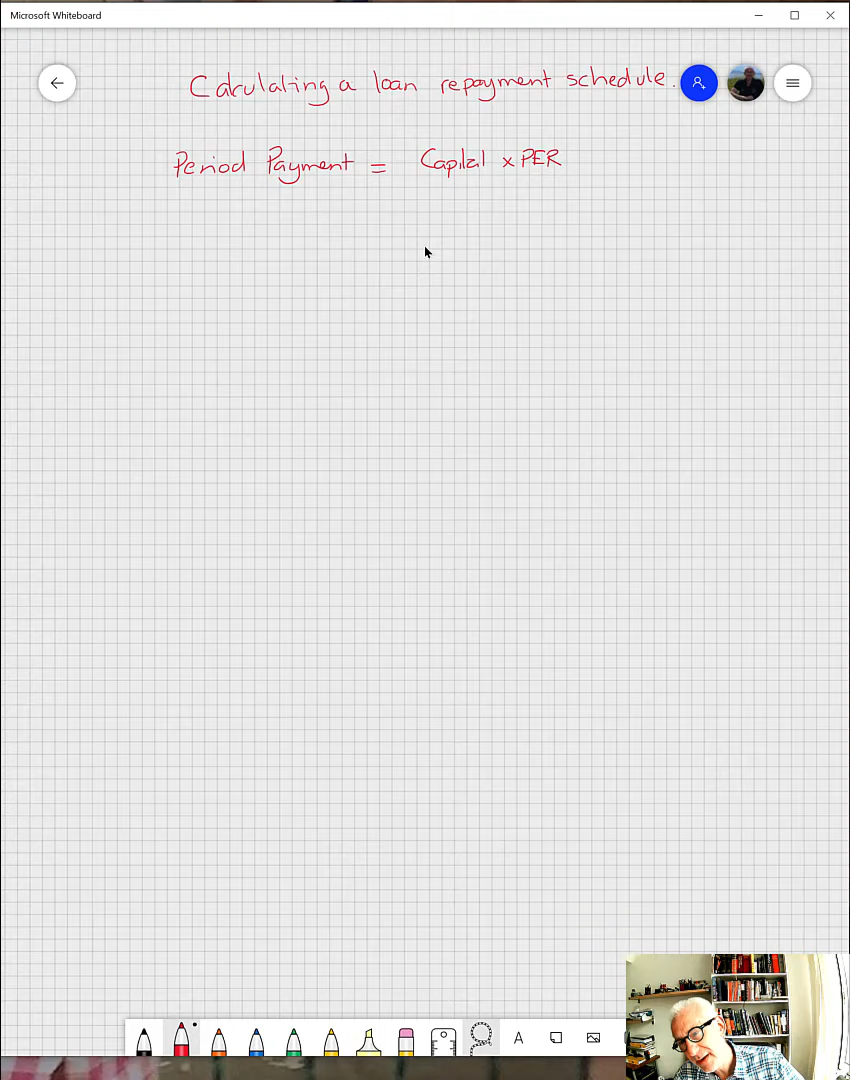 Microsoft Whiteboard
Calculating a loan repayment schedule.
Period Payment = Capital × PER
A